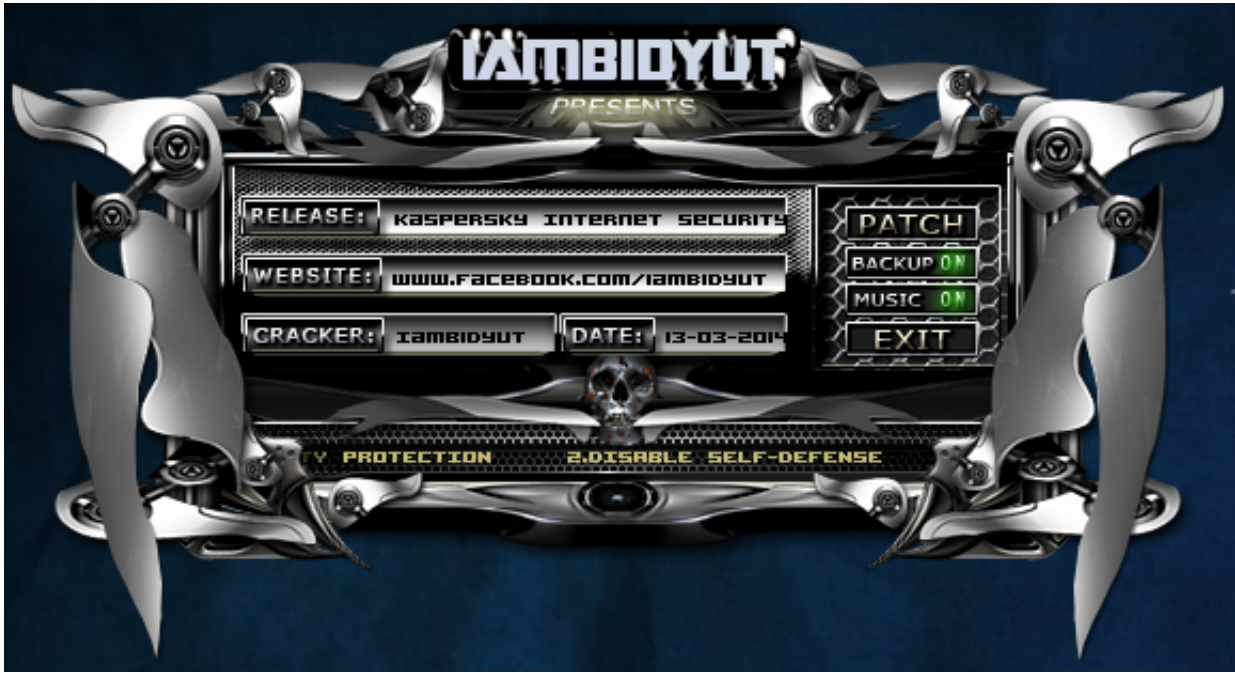 IAMBIDYUT
PRESENTS
RELEASE: KASPERSKY INTERNET SECURITY
WEBSITE: WWW.FACEBOOK.COM/IAMBIDYUT
CRACKER: IAMBIDYUT DATE: 13-03-2014
PATCH
BACKUP ON
MUSIC ON
EXIT
TY PROTECTION 2.DISABLE SELF-DEFENSE